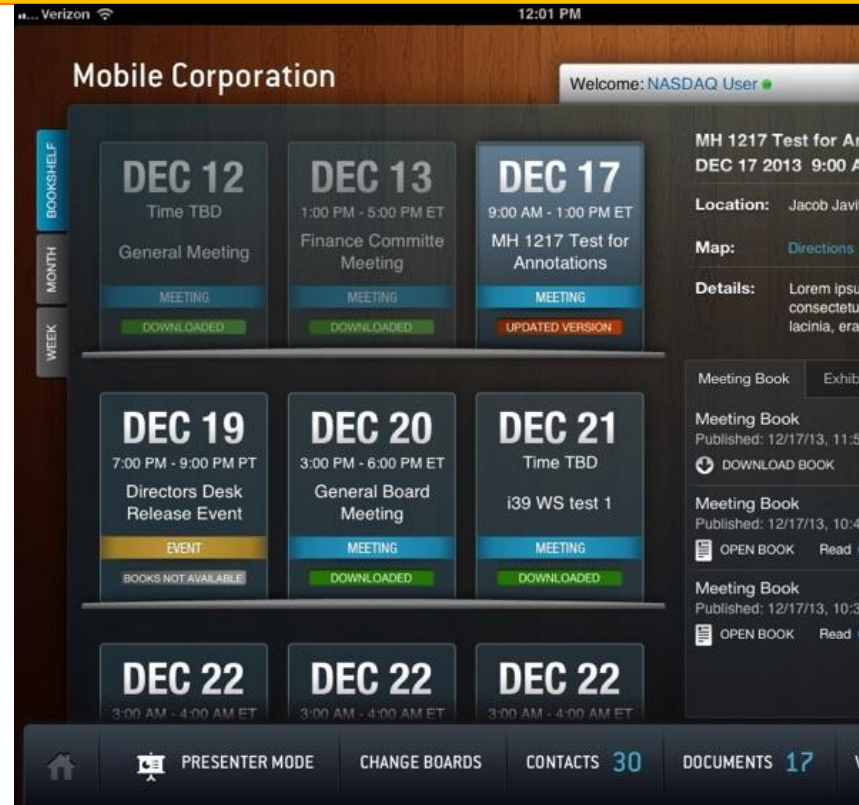 ... Verizon 12:01 PM
Mobile Corporation
Welcome: NASDAQ User
BOOKSHELF
MONTH
WEEK
DEC 12
Time TBD
General Meeting
MEETING
DOWNLOADED
DEC 13
1:00 PM - 5:00 PM ET
Finance Committe
Meeting
MEETING
DOWNLOADED
DEC 17
9:00 AM - 1:00 PM ET
MH 1217 Test for
Annotations
MEETING
UPDATED VERSION
DEC 19
7:00 PM - 9:00 PM PT
Directors Desk
Release Event
EVENT
BOOKS NOT AVAILABLE
DEC 20
3:00 PM - 6:00 PM ET
General Board
Meeting
MEETING
DOWNLOADED
DEC 21
Time TBD
i39 WS test 1
MEETING
DOWNLOADED
DEC 22
3:00 AM - 4:00 AM ET
DEC 22
3:00 AM - 4:00 AM ET
DEC 22
3:00 AM - 4:00 AM ET
MH 1217 Test for
DEC 17 2013 9:00
Location: Jacob
Map: Directions
Details: Lorem
lacinia,
Meeting Book
Meeting Book
Published: 12/17/13,
DOWNLOAD BOOK
Meeting Book
Published: 12/17/13,
OPEN BOOK Read
Meeting Book
Published: 12/17/13,
OPEN BOOK Read
PRESENTER MODE CHANGE BOARDS CONTACTS 30 DOCUMENTS 17